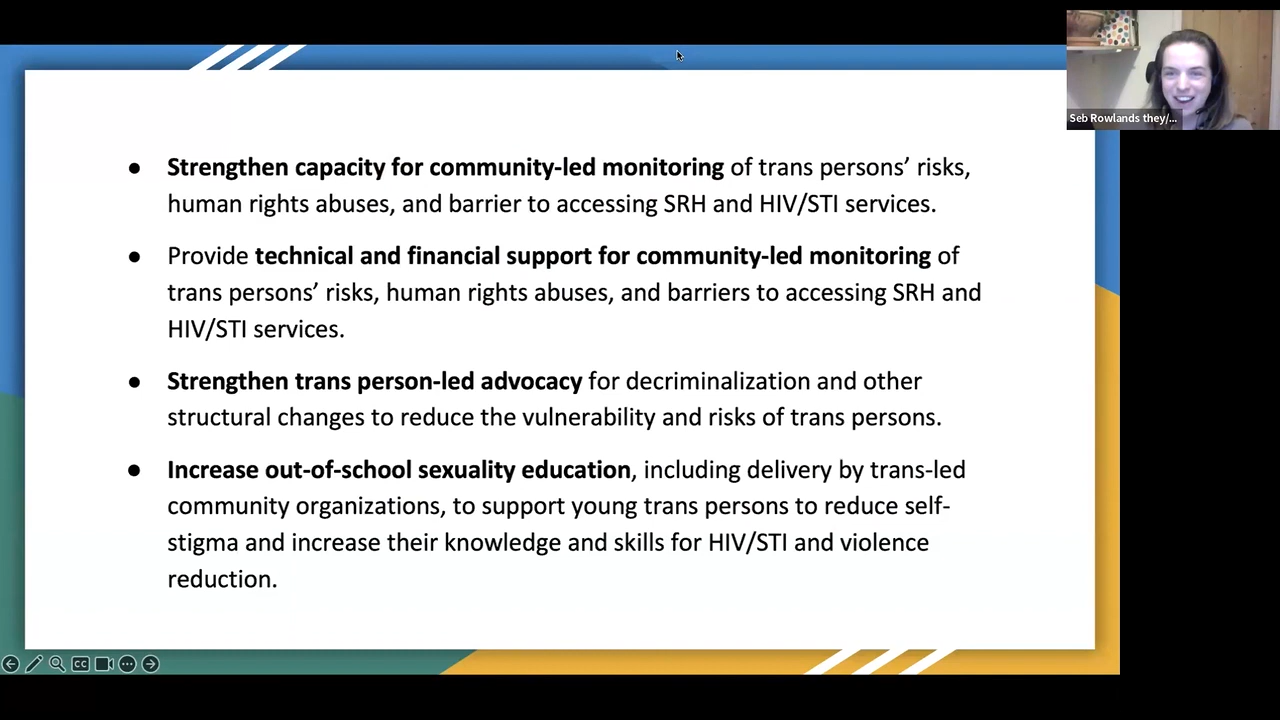 Seb Rowlands they/...
● Strengthen capacity for community-led monitoring of trans persons’ risks,
human rights abuses, and barrier to accessing SRH and HIV/STI services.
● Provide technical and financial support for community-led monitoring of
trans persons’ risks, human rights abuses, and barriers to accessing SRH and
HIV/STI services.
● Strengthen trans person-led advocacy for decriminalization and other
structural changes to reduce the vulnerability and risks of trans persons.
● Increase out-of-school sexuality education, including delivery by trans-led
community organizations, to support young trans persons to reduce self-
stigma and increase their knowledge and skills for HIV/STI and violence
reduction.
CC